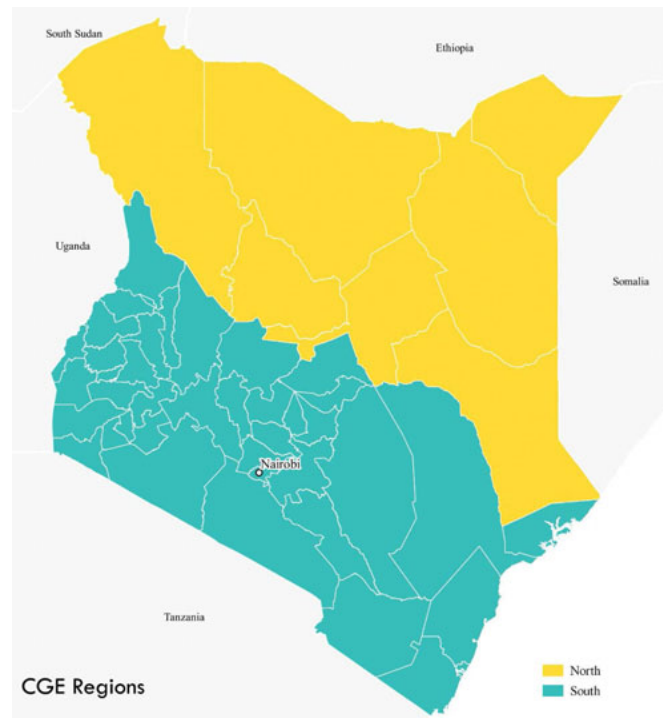 South Sudan
Ethiopia
Uganda
Somalia
Nairobi
Tanzania
North
South
CGE Regions